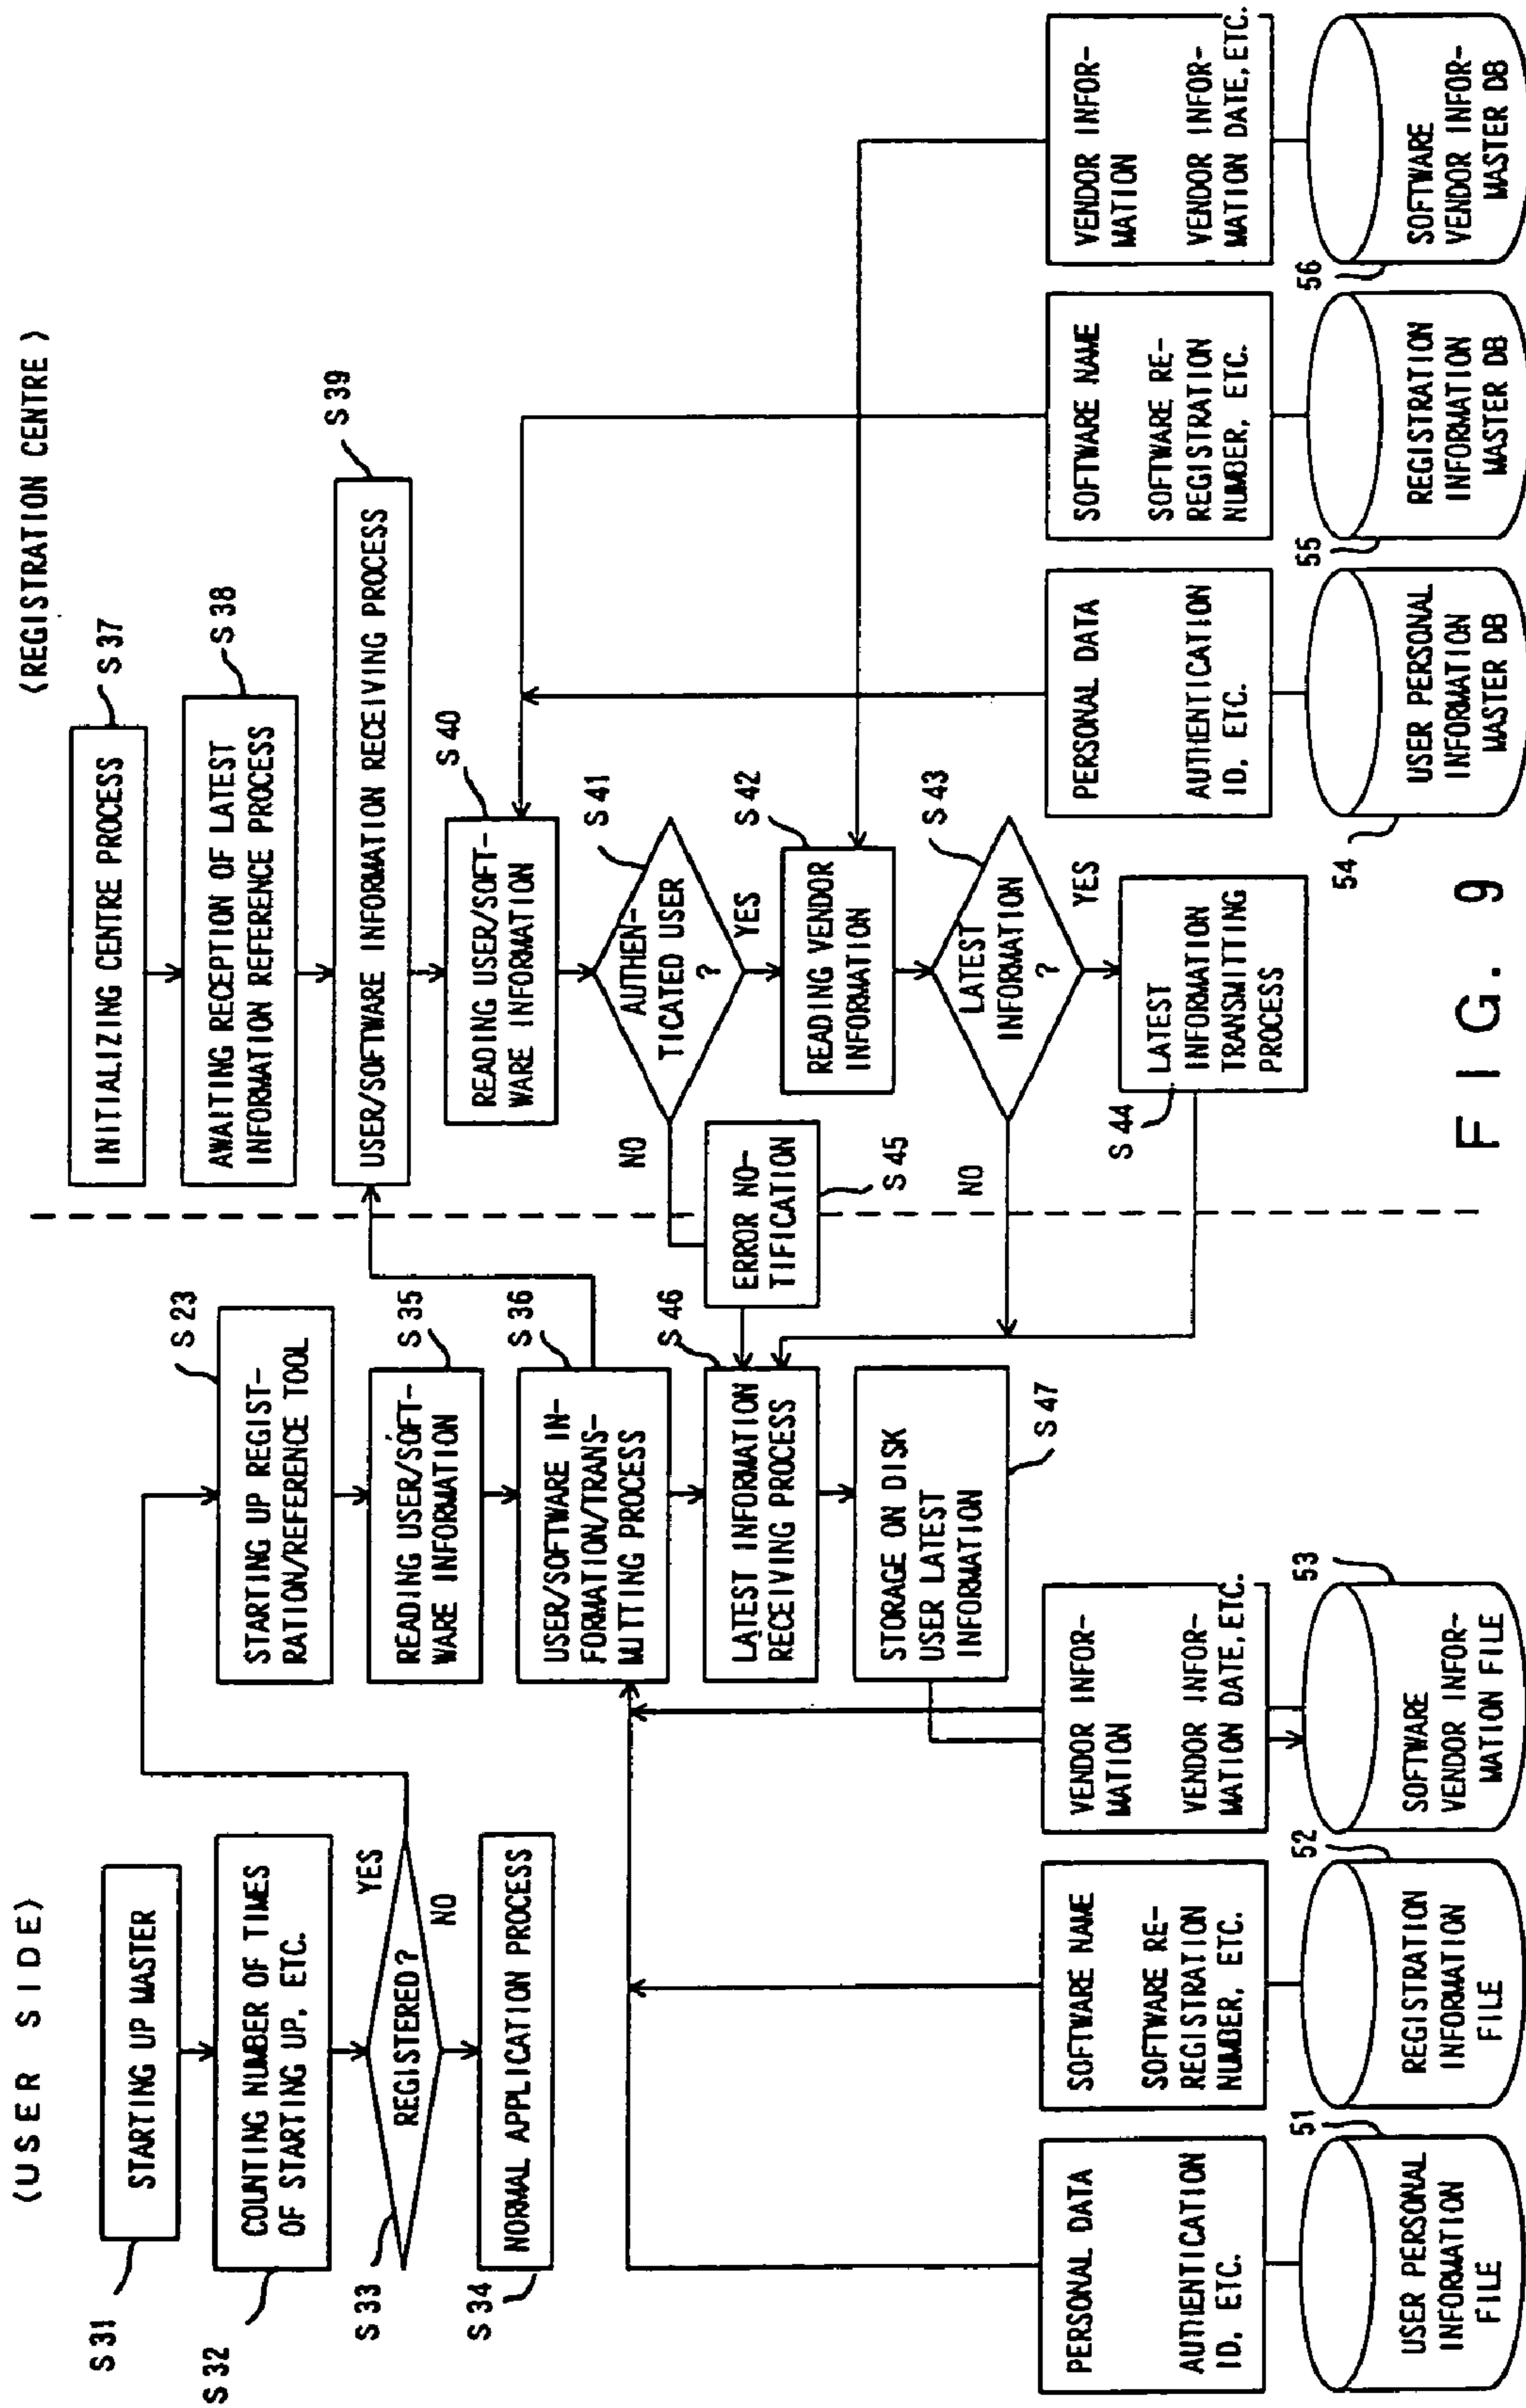 (USER SIDE)
S31
STARTING UP MASTER
S32
COUNTING NUMBER OF TIMES
OF STARTING UP, ETC.
S33
REGISTERED?
YES
NO
S34
NORMAL APPLICATION PROCESS
S23
STARTING UP REGIST-
RATION/REFERENCE TOOL
S35
READING USER/SOFT-
WARE INFORMATION
S36
USER/SOFTWARE IN-
FORMATION/TRANS-
MITTING PROCESS
S46
LATEST INFORMATION
RECEIVING PROCESS
S47
STORAGE ON DISK
USER LATEST
INFORMATION
PERSONAL DATA
AUTHENTICATION
ID, ETC.
SOFTWARE NAME
SOFTWARE RE-
REGISTRATION
NUMBER, ETC.
VENDOR INFOR-
MATION
VENDOR INFOR-
MATION DATE, ETC.
51
USER PERSONAL
INFORMATION
FILE
52
REGISTRATION
INFORMATION
FILE
53
SOFTWARE
VENDOR INFOR-
MATION FILE
(REGISTRATION CENTRE)
S37
INITIALIZING CENTRE PROCESS
S38
AWAITING RECEPTION OF LATEST
INFORMATION REFERENCE PROCESS
S39
USER/SOFTWARE INFORMATION RECEIVING PROCESS
S40
READING USER/SOFT-
WARE INFORMATION
S41
AUTHEN-
TICATED USER
?
YES
NO
S45
ERROR NO-
TIFICATION
S42
READING VENDOR
INFORMATION
S43
LATEST
INFORMATION
?
YES
NO
S44
LATEST
INFORMATION
TRANSMITTING
PROCESS
PERSONAL DATA
AUTHENTICATION
ID, ETC.
SOFTWARE NAME
SOFTWARE RE-
REGISTRATION
NUMBER, ETC.
VENDOR INFOR-
MATION
VENDOR INFOR-
MATION DATE, ETC.
54
USER PERSONAL
INFORMATION
MASTER DB
55
REGISTRATION
INFORMATION
MASTER DB
56
SOFTWARE
VENDOR INFOR-
MASTER DB
FIG. 9